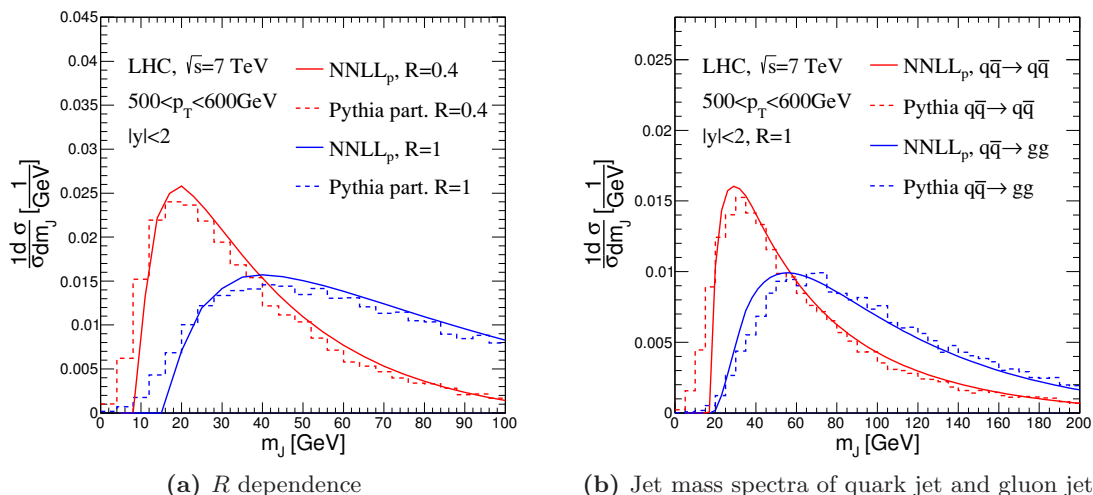 0.045
0.04
0.035
0.03
0.025
0.02
0.015
0.01
0.005
0
1 dσ / σ dm_J [1/GeV]
LHC, √s=7 TeV
500<p_T<600GeV
|y|<2
NNLL_p, R=0.4
Pythia part. R=0.4
NNLL_p, R=1
Pythia part. R=1
0 10 20 30 40 50 60 70 80 90 100
m_J [GeV]
(a) R dependence
0.025
0.02
0.015
0.01
0.005
0
1 dσ / σ dm_J [1/GeV]
LHC, √s=7 TeV
500<p_T<600GeV
|y|<2, R=1
NNLL_p, qq̅→ qq̅
Pythia qq̅→ qq̅
NNLL_p, qq̅→ gg
Pythia qq̅→ gg
0 20 40 60 80 100 120 140 160 180 200
m_J [GeV]
(b) Jet mass spectra of quark jet and gluon jet